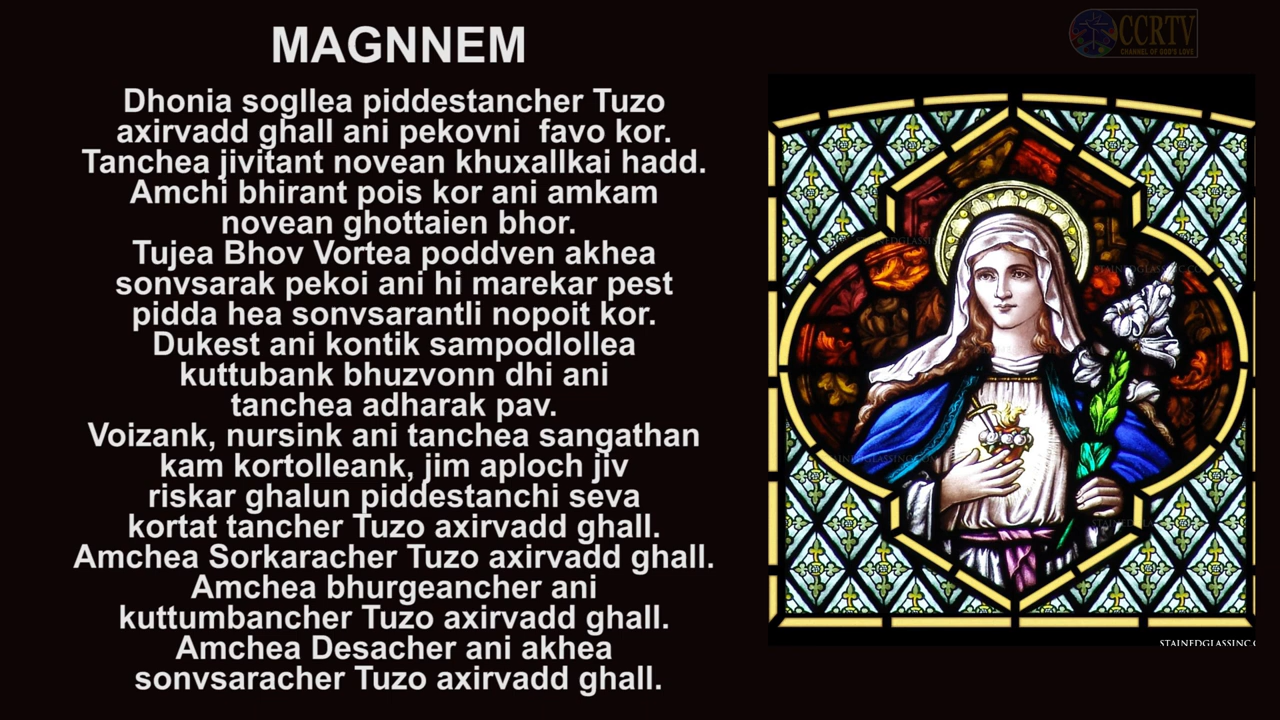 CCRTV
CHANNEL OF GOD'S LOVE
MAGNNEM
Dhonia sogllea piddestancher Tuzo
axirvadd ghall ani pekovni favo kor.
Tanchea jivitant novean khuxallkai hadd.
Amchi bhirant pois kor ani amkam
novean ghottaien bhor.
Tujea Bhov Vortea poddven akhea
sonvsarak pekoi ani hi marekar pest
pidda hea sonvsarantli nopoit kor.
Dukest ani kontik sampodlollea
kuttubank bhuzvonn dhi ani
tanchea adharak pav.
Voizank, nursink ani tanchea sangathan
kam kortolleank, jim aploch jiv
riskar ghalun piddestanchi seva
kortat tancher Tuzo axirvadd ghall.
Amchea Sorkaracher Tuzo axirvadd ghall.
Amchea bhurgeancher ani
kuttumbancher Tuzo axirvadd ghall.
Amchea Desacher ani akhea
sonvsaracher Tuzo axirvadd ghall.
STAINEDGLASSINC